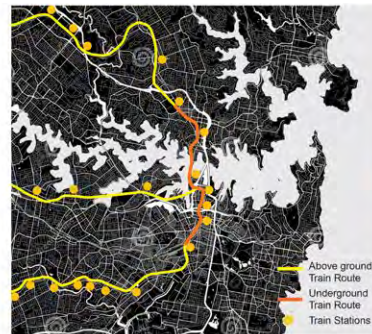 Above ground
Train Route
Underground
Train Route
Train Stations